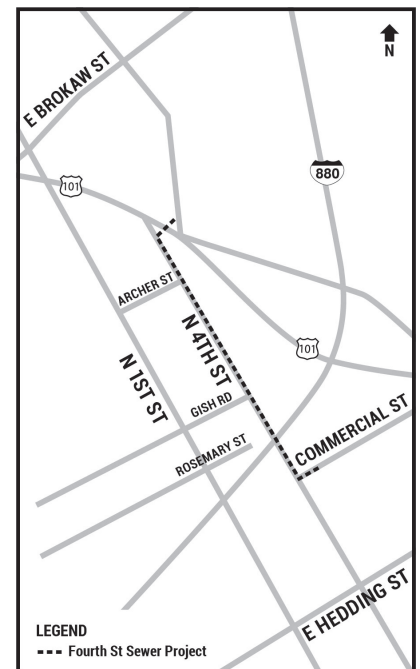 N
E BROKAW ST
880
101
ARCHER ST
N 4TH ST
101
N 1ST ST
GISH RD
COMMERCIAL ST
ROSEMARY ST
E HEDDING ST
LEGEND
Fourth St Sewer Project